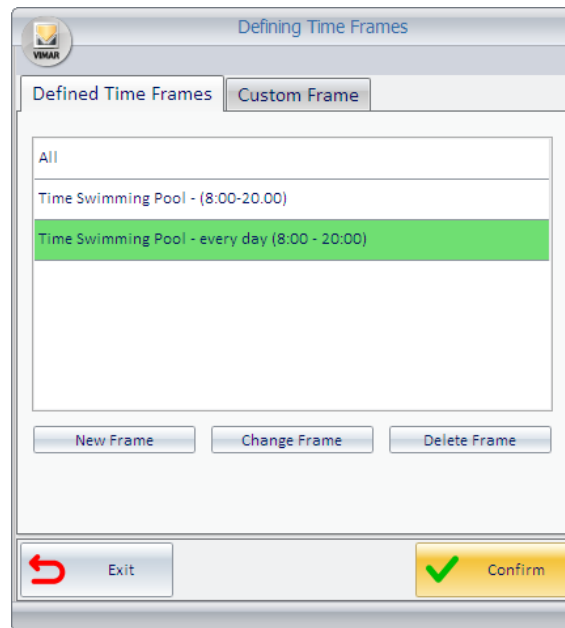 Defining Time Frames
VIMAR
Defined Time Frames
Custom Frame
All
Time Swimming Pool - (8:00-20.00)
Time Swimming Pool - every day (8:00 - 20:00)
New Frame
Change Frame
Delete Frame
Exit
Confirm